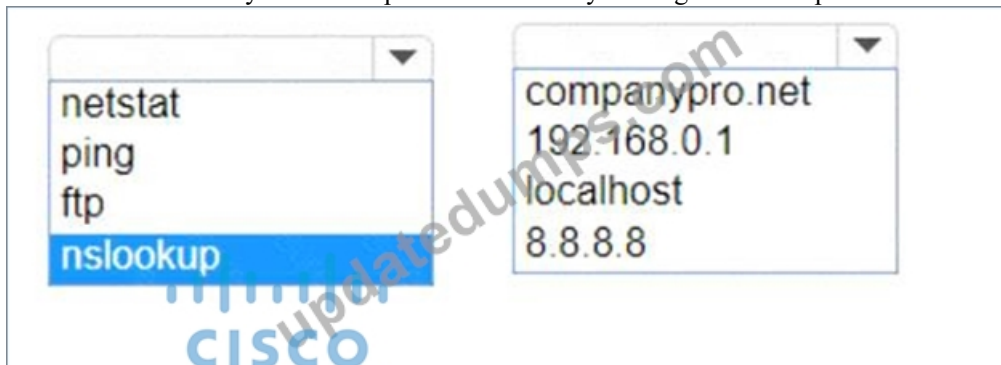 netstat
ping
ftp
nslookup
companypro.net
192.168.0.1
localhost
8.8.8.8
updatedumps.com
CISCO